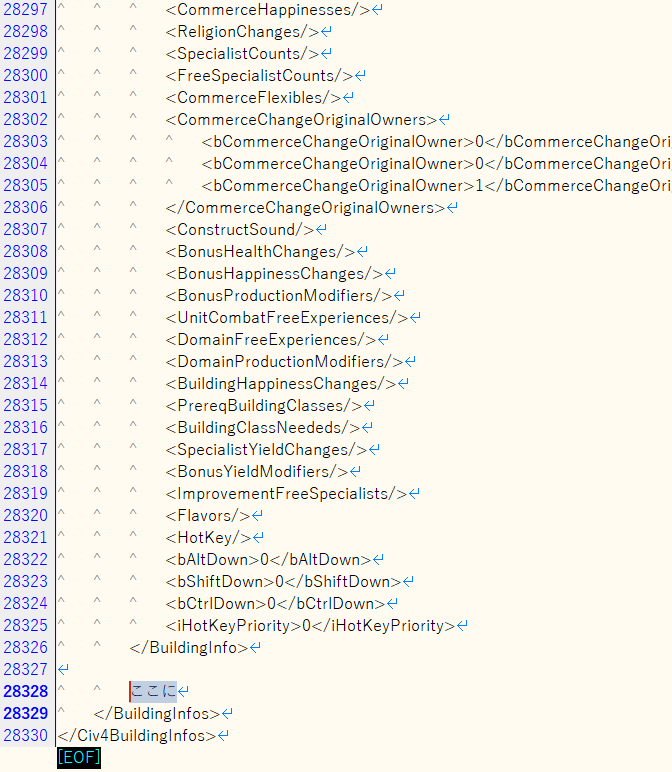 28297 ^ ^ ^ <CommerceHappinesses/>↵
28298 ^ ^ ^ <ReligionChanges/>↵
28299 ^ ^ ^ <SpecialistCounts/>↵
28300 ^ ^ ^ <FreeSpecialistCounts/>↵
28301 ^ ^ ^ <CommerceFlexibles/>↵
28302 ^ ^ ^ <CommerceChangeOriginalOwners>↵
28303 ^ ^ ^ ^ <bCommerceChangeOriginalOwner>0</bCommerceChangeOri
28304 ^ ^ ^ ^ <bCommerceChangeOriginalOwner>0</bCommerceChangeOri
28305 ^ ^ ^ ^ <bCommerceChangeOriginalOwner>1</bCommerceChangeOri
28306 ^ ^ ^ </CommerceChangeOriginalOwners>↵
28307 ^ ^ ^ <ConstructSound/>↵
28308 ^ ^ ^ <BonusHealthChanges/>↵
28309 ^ ^ ^ <BonusHappinessChanges/>↵
28310 ^ ^ ^ <BonusProductionModifiers/>↵
28311 ^ ^ ^ <UnitCombatFreeExperiences/>↵
28312 ^ ^ ^ <DomainFreeExperiences/>↵
28313 ^ ^ ^ <DomainProductionModifiers/>↵
28314 ^ ^ ^ <BuildingHappinessChanges/>↵
28315 ^ ^ ^ <PrereqBuildingClasses/>↵
28316 ^ ^ ^ <BuildingClassNeededs/>↵
28317 ^ ^ ^ <SpecialistYieldChanges/>↵
28318 ^ ^ ^ <BonusYieldModifiers/>↵
28319 ^ ^ ^ <ImprovementFreeSpecialists/>↵
28320 ^ ^ ^ <Flavors/>↵
28321 ^ ^ ^ <HotKey/>↵
28322 ^ ^ ^ <bAltDown>0</bAltDown>↵
28323 ^ ^ ^ <bShiftDown>0</bShiftDown>↵
28324 ^ ^ ^ <bCtrlDown>0</bCtrlDown>↵
28325 ^ ^ ^ <iHotKeyPriority>0</iHotKeyPriority>↵
28326 ^ ^ </BuildingInfo>↵
28327 ↵
28328 ^ ^ ここに↵
28329 ^ </BuildingInfos>↵
28330 </Civ4BuildingInfos>↵
[EOF]